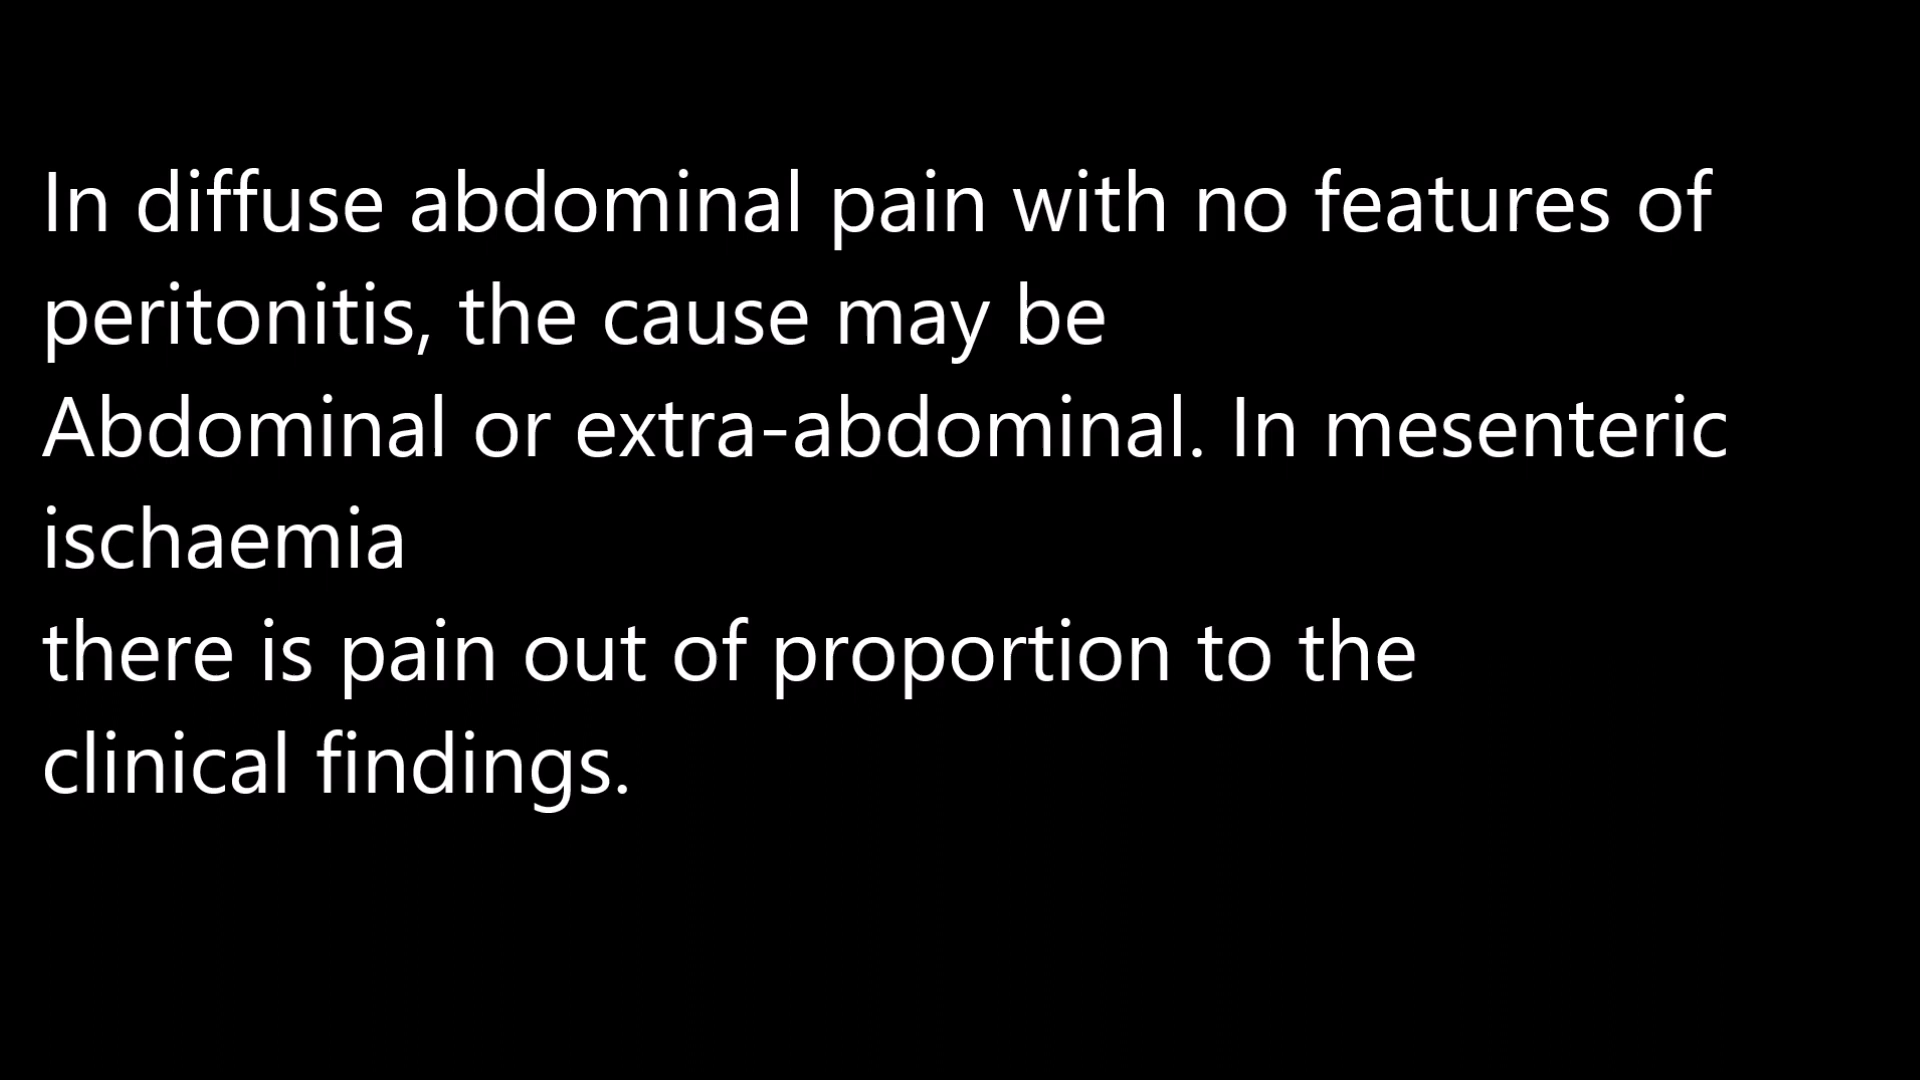 In diffuse abdominal pain with no features of
peritonitis, the cause may be
Abdominal or extra-abdominal. In mesenteric
ischaemia
there is pain out of proportion to the
clinical findings.